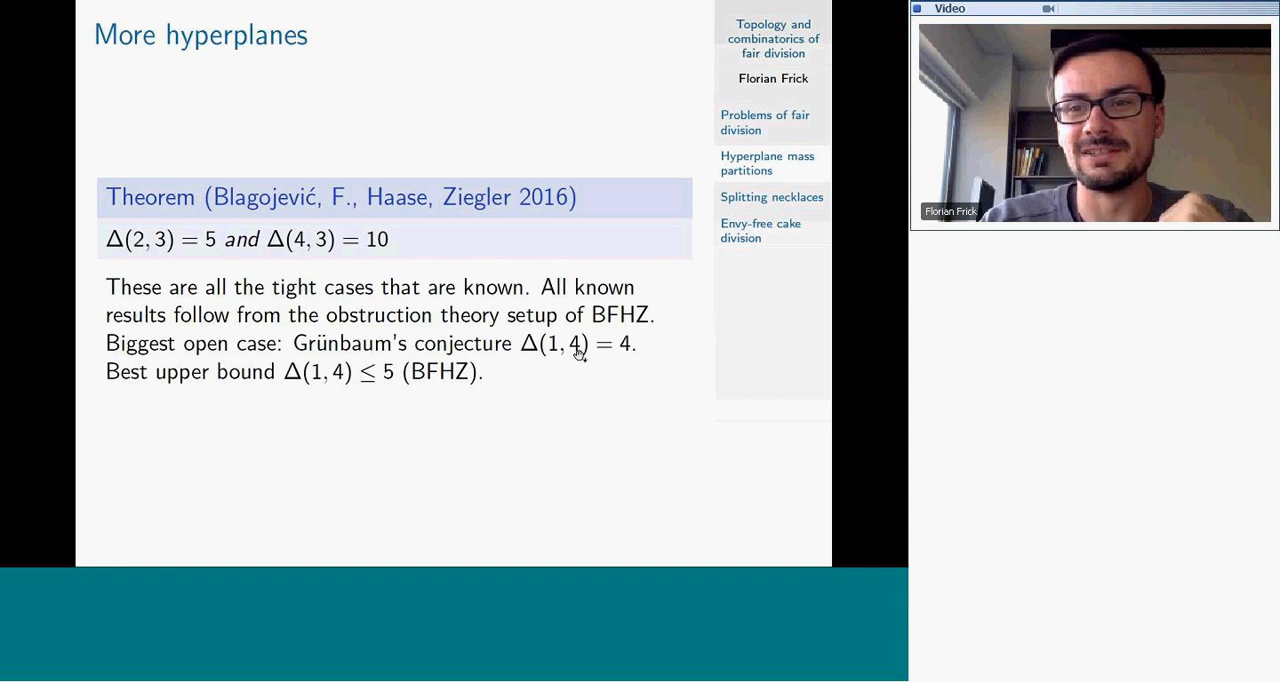 More hyperplanes
Theorem (Blagojević, F., Haase, Ziegler 2016)
Δ(2, 3) = 5 and Δ(4, 3) = 10
These are all the tight cases that are known. All known
results follow from the obstruction theory setup of BFHZ.
Biggest open case: Grünbaum's conjecture Δ(1, 4) = 4.
Best upper bound Δ(1, 4) ≤ 5 (BFHZ).
Topology and
combinatorics of
fair division
Florian Frick
Problems of fair
division
Hyperplane mass
partitions
Splitting necklaces
Envy-free cake
division
Video
Florian Frick